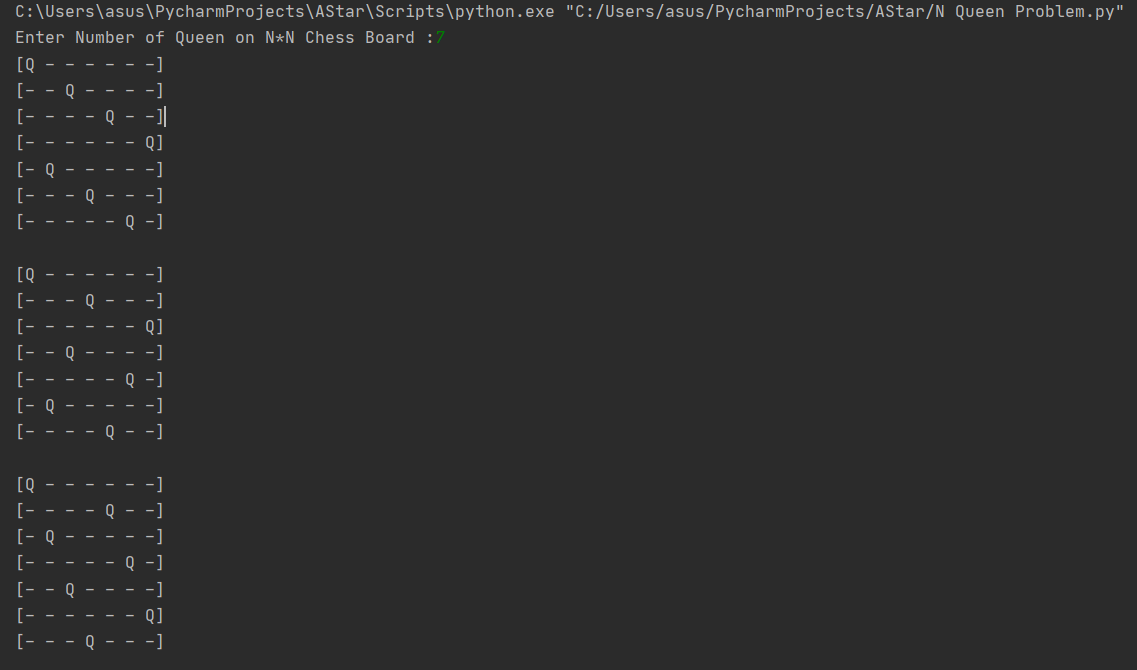 C:\Users\asus\PycharmProjects\AStar\Scripts\python.exe "C:/Users/asus/PycharmProjects/AStar/N Queen Problem.py"
Enter Number of Queen on N*N Chess Board :7
[Q - - - - - -]
[- - Q - - - -]
[- - - - Q - -]
[- - - - - - Q]
[- Q - - - - -]
[- - - Q - - -]
[- - - - - Q -]

[Q - - - - - -]
[- - - Q - - -]
[- - - - - - Q]
[- - Q - - - -]
[- - - - - Q -]
[- Q - - - - -]
[- - - - Q - -]

[Q - - - - - -]
[- - - - Q - -]
[- Q - - - - -]
[- - - - - Q -]
[- - Q - - - -]
[- - - - - - Q]
[- - - Q - - -]